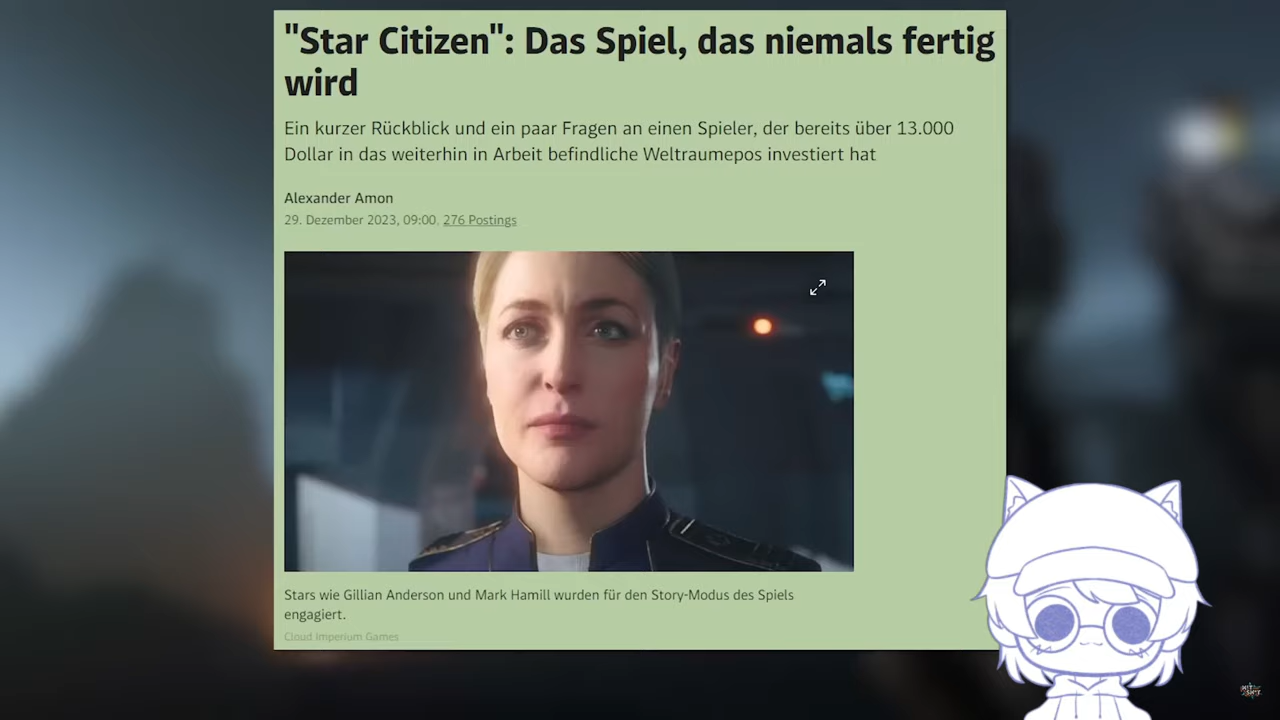 "Star Citizen": Das Spiel, das niemals fertig
wird
Ein kurzer Rückblick und ein paar Fragen an einen Spieler, der bereits über 13.000
Dollar in das weiterhin in Arbeit befindliche Weltraumepos investiert hat
Alexander Amon
29. Dezember 2023, 09:00. 276 Postings
Stars wie Gillian Anderson und Mark Hamill wurden für den Story-Modus des Spiels
engagiert.
Cloud Imperium Games